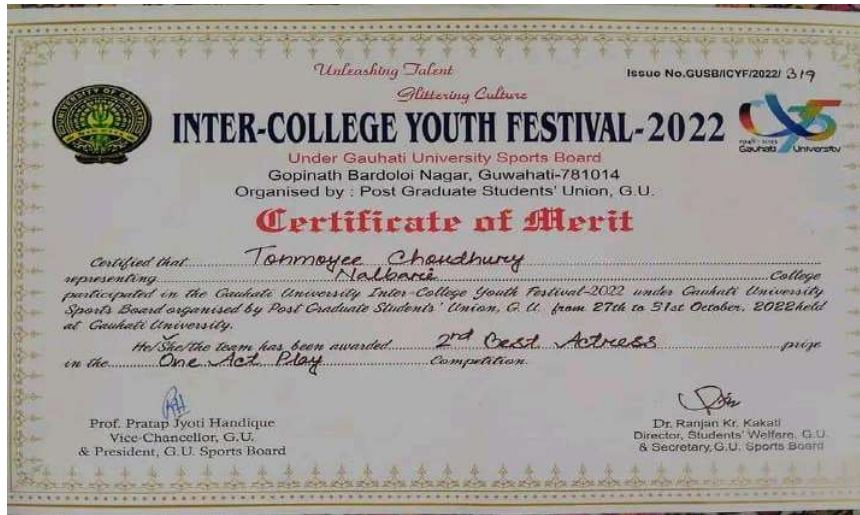 Unleashing Talent
Issue No.GUSB/ICYF/2022/ 319
Glittering Culture
UNIVERSITY OF GAUHATI
INTER-COLLEGE YOUTH FESTIVAL-2022
Gauhati University
Under Gauhati University Sports Board
Gopinath Bardoloi Nagar, Guwahati-781014
Organised by : Post Graduate Students' Union, G.U.
Certificate of Merit
Certified that Tonmoyee Choudhury
representing Nalbari College
participated in the Gauhati University Inter-College Youth Festival-2022 under Gauhati University
Sports Board organised by Post Graduate Students' Union, G.U. from 27th to 31st October, 2022held
at Gauhati University.
He/She/the team has been awarded 2nd Best Actress prize
in the One Act Play Competition.
Prof. Pratap Jyoti Handique
Vice-Chancellor, G.U.
& President, G.U. Sports Board
Dr. Ranjan Kr. Kakati
Director, Students' Welfare, G.U.
& Secretary,G.U. Sports Board